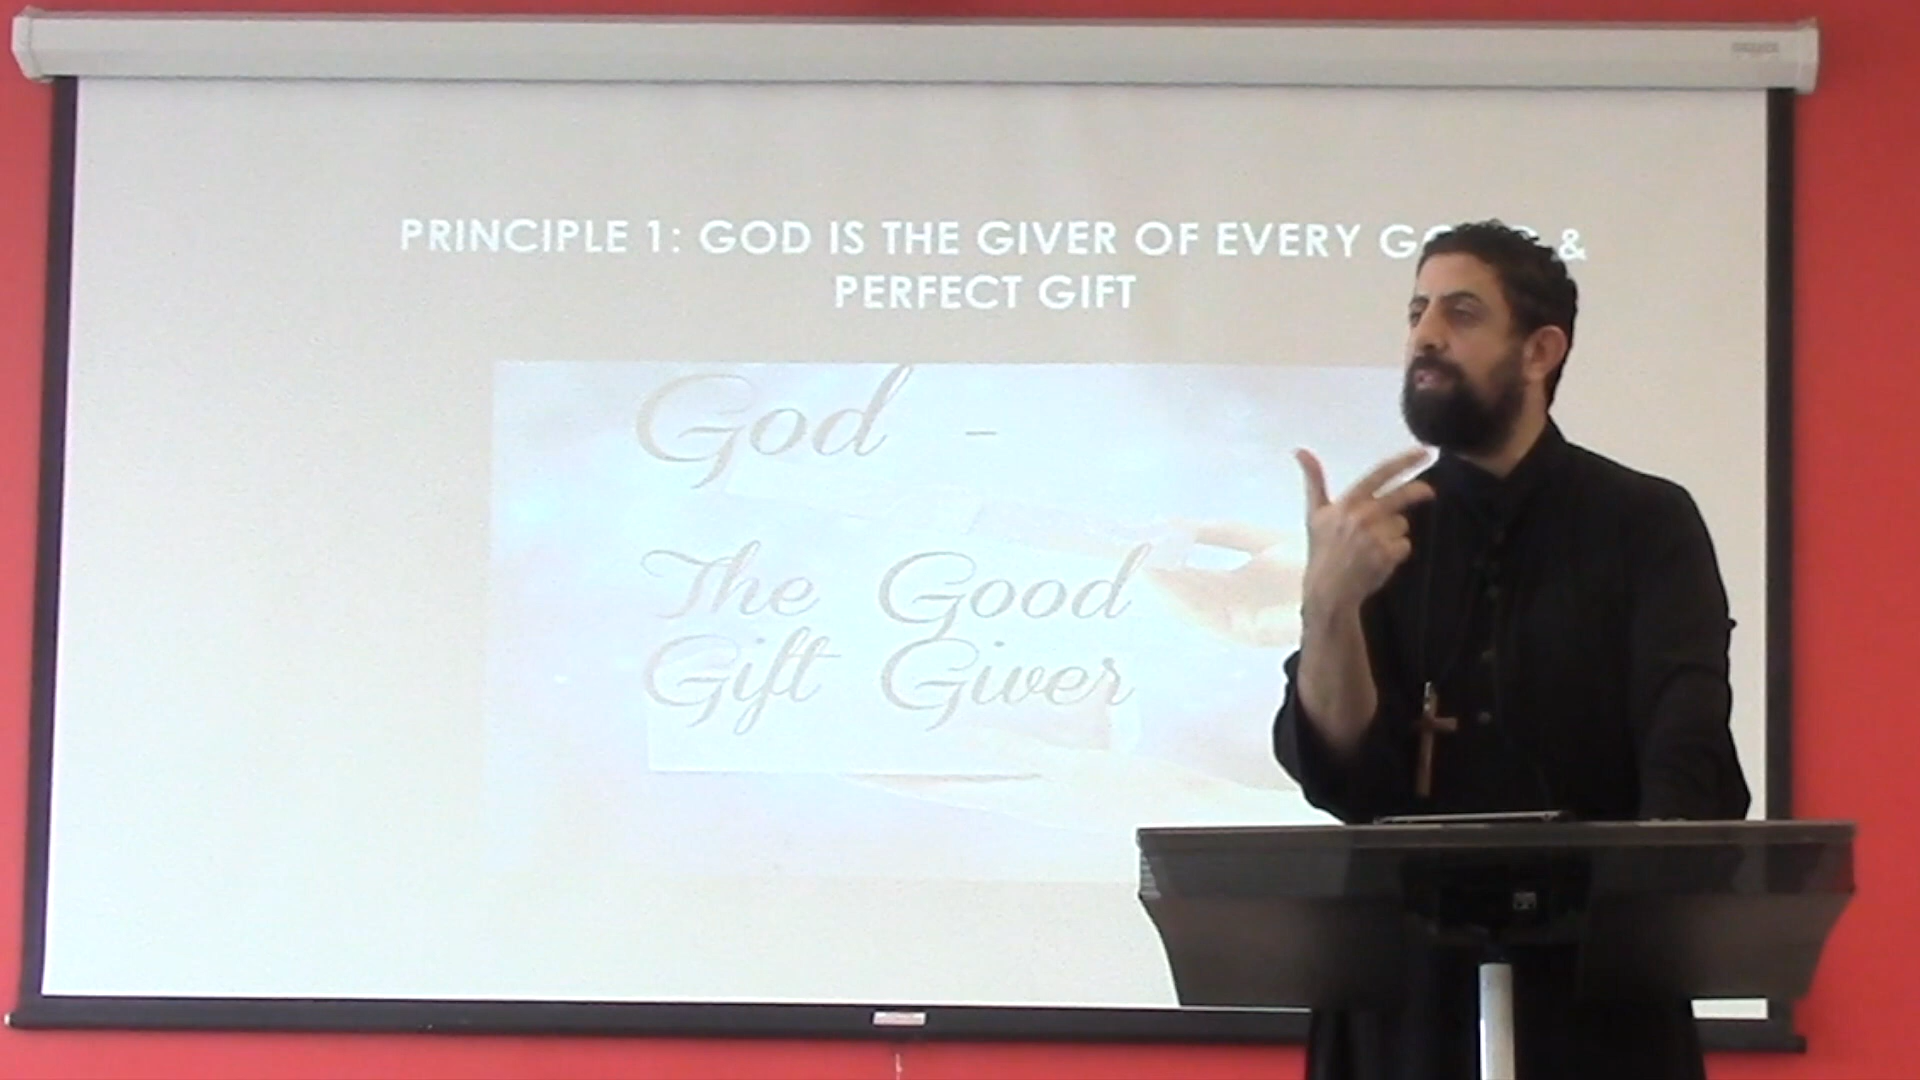 PRINCIPLE 1: GOD IS THE GIVER OF EVERY &
PERFECT GIFT
God -
The Good
Gift Giver